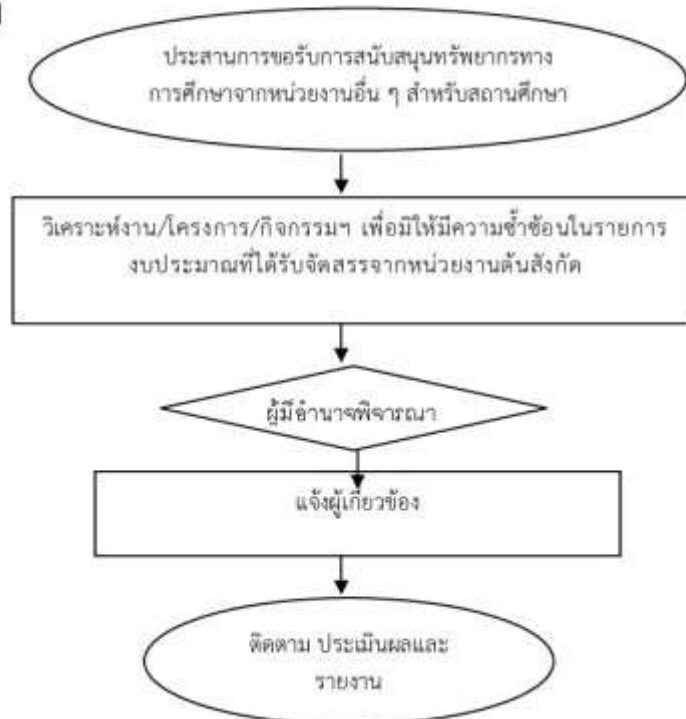 ประสานการขอรับการสนับสนุนทรัพยากรทาง
การศึกษาจากหน่วยงานอื่น ๆ สำหรับสถานศึกษา
วิเคราะห์งาน/โครงการ/กิจกรรมฯ เพื่อมิให้มีความซ้ำซ้อนในรายการ
งบประมาณที่ได้รับจัดสรรจากหน่วยงานต้นสังกัด
ผู้มีอำนาจพิจารณา
แจ้งผู้เกี่ยวข้อง
ติดตาม ประเมินผลและ
รายงาน